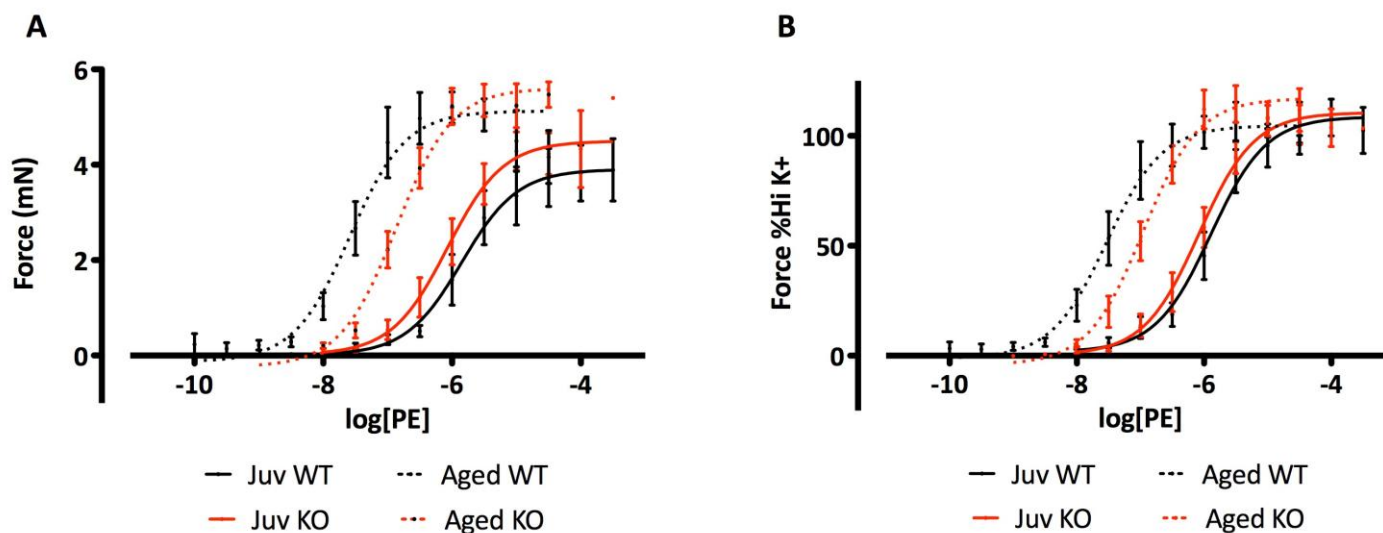 A
Force (mN)
6
4
2
0
-10 -8 -6 -4
log[PE]
Juv WT Aged WT
Juv KO Aged KO
B
Force %Hi K+
100
50
0
-10 -8 -6 -4
log[PE]
Juv WT Aged WT
Juv KO Aged KO